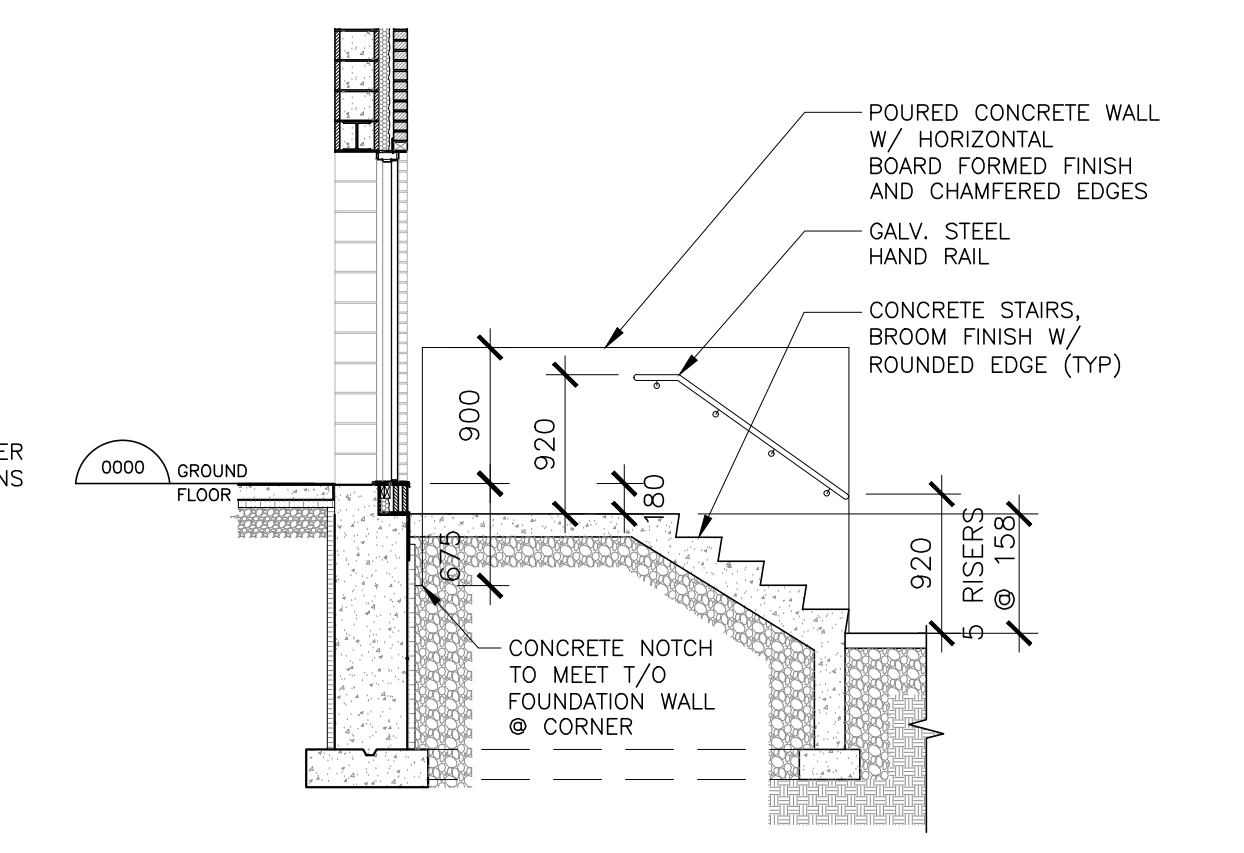 POURED CONCRETE WALL
W/ HORIZONTAL
BOARD FORMED FINISH
AND CHAMFERED EDGES
GALV. STEEL
HAND RAIL
CONCRETE STAIRS,
BROOM FINISH W/
ROUNDED EDGE (TYP)
900
920
180
675
ER
NS
0000
GROUND
FLOOR
920
5 RISERS
@ 158
CONCRETE NOTCH
TO MEET T/O
FOUNDATION WALL
@ CORNER